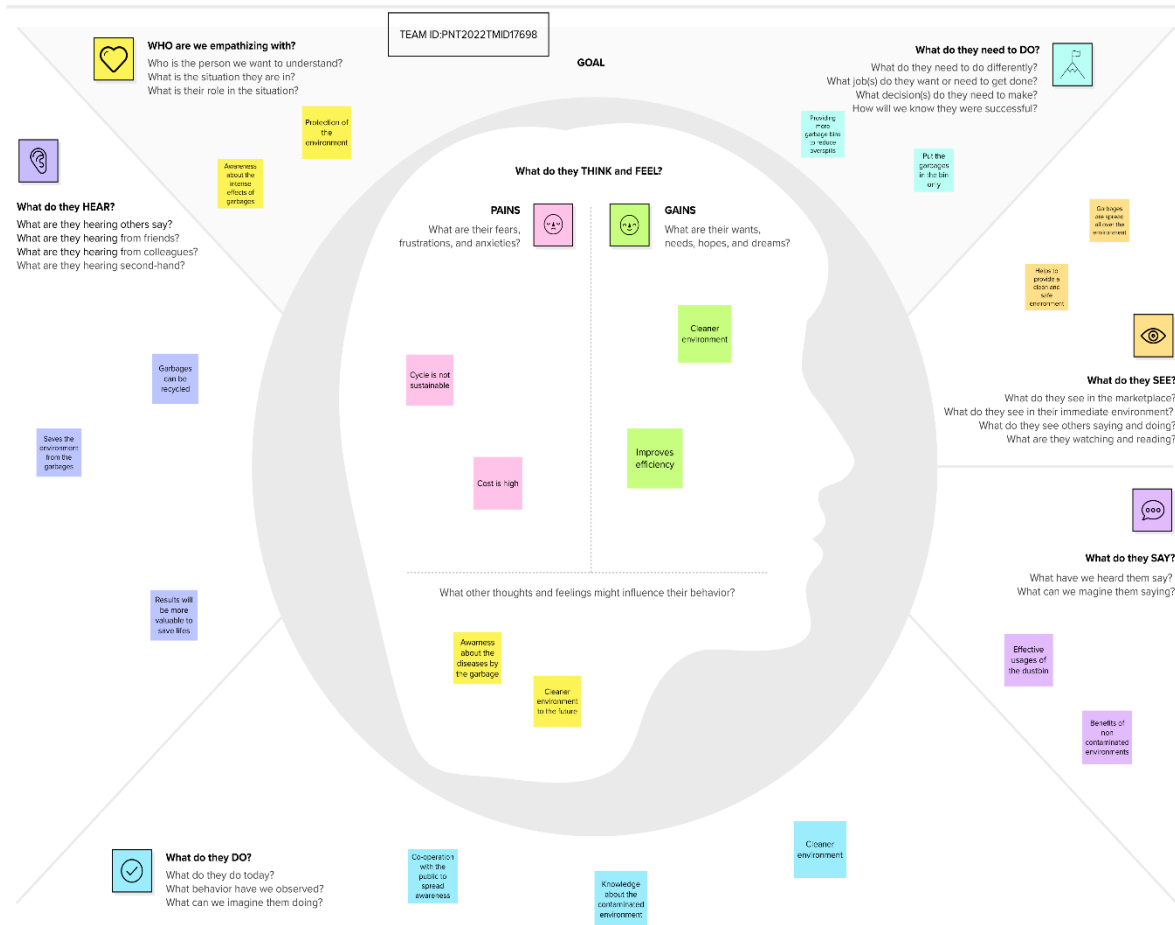 TEAM ID:PNT2022TMID17698
WHO are we empathizing with?
Who is the person we want to understand?
What is the situation they are in?
What is their role in the situation?
GOAL
What do they need to DO?
What do they need to do differently?
What job(s) do they want or need to get done?
What decision(s) do they need to make?
How will we know they were successful?
Protection of
the
environment
Awareness
about the
intense
effects of
garbages
Providing
more
garbage bins
to reduce
overspills
Put the
garbages
in the bin
only
What do they HEAR?
What are they hearing others say?
What are they hearing from friends?
What are they hearing from colleagues?
What are they hearing second-hand?
What do they THINK and FEEL?
PAINS
What are their fears,
frustrations, and anxieties?
GAINS
What are their wants,
needs, hopes, and dreams?
Garbages
are spread
all over the
environment
Helps to
provide a
clean and
safe
environment
Cleaner
environment
Cycle is not
sustainable
Improves
efficiency
Cost is high
Garbages
can be
recycled
Saves the
environment
from the
garbages
Results will
be more
valuable to
save lifes
What do they SEE?
What do they see in the marketplace?
What do they see in their immediate environment?
What do they see others saying and doing?
What are they watching and reading?
What do they SAY?
What have we heard them say?
What can we magine them saying?
What other thoughts and feelings might influence their behavior?
Awarness
about the
diseases by
the garbage
Cleaner
environment
to the future
Effective
usages of
the dustbin
Benefits of
non
contaminated
environments
What do they DO?
What do they do today?
What behavior have we observed?
What can we imagine them doing?
Co-operation
with the
public to
spread
awareness
Knowledge
about the
contaminated
environment
Cleaner
environment